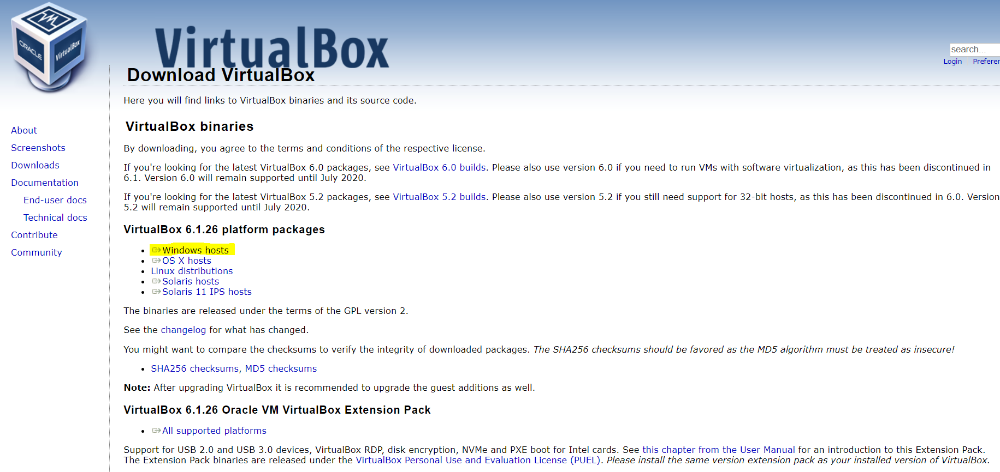 ORACLE
VirtualBox
VirtualBox
search...
Login Prefere
Download VirtualBox
Here you will find links to VirtualBox binaries and its source code.
About
Screenshots
Downloads
Documentation
End-user docs
Technical docs
Contribute
Community
VirtualBox binaries
By downloading, you agree to the terms and conditions of the respective license.
If you're looking for the latest VirtualBox 6.0 packages, see VirtualBox 6.0 builds. Please also use version 6.0 if you need to run VMs with software virtualization, as this has been discontinued in
6.1. Version 6.0 will remain supported until July 2020.
If you're looking for the latest VirtualBox 5.2 packages, see VirtualBox 5.2 builds. Please also use version 5.2 if you still need support for 32-bit hosts, as this has been discontinued in 6.0. Version
5.2 will remain supported until July 2020.
VirtualBox 6.1.26 platform packages
Windows hosts
OS X hosts
Linux distributions
Solaris hosts
Solaris 11 IPS hosts
The binaries are released under the terms of the GPL version 2.
See the changelog for what has changed.
You might want to compare the checksums to verify the integrity of downloaded packages. The SHA256 checksums should be favored as the MD5 algorithm must be treated as insecure!
SHA256 checksums, MD5 checksums
Note: After upgrading VirtualBox it is recommended to upgrade the guest additions as well.
VirtualBox 6.1.26 Oracle VM VirtualBox Extension Pack
All supported platforms
Support for USB 2.0 and USB 3.0 devices, VirtualBox RDP, disk encryption, NVMe and PXE boot for Intel cards. See this chapter from the User Manual for an introduction to this Extension Pack.
The Extension Pack binaries are released under the VirtualBox Personal Use and Evaluation License (PUEL). Please install the same version extension pack as your installed version of VirtualBox.